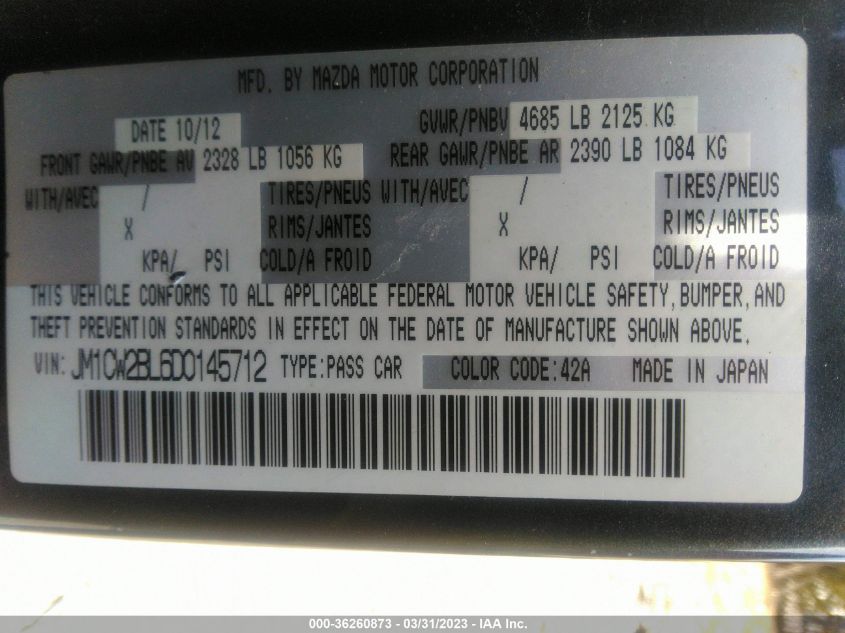 MFD. BY MAZDA MOTOR CORPORATION
DATE 10/12 GVWR/PNBV 4685 LB 2125 KG
FRONT GAWR/PNBE AV 2328 LB 1056 KG REAR GAWR/PNBE AR 2390 LB 1084 KG
WITH/AVEC / TIRES/PNEUS WITH/AVEC / TIRES/PNEUS
X RIMS/JANTES X RIMS/JANTES
KPA/ PSI COLD/A FROID KPA/ PSI COLD/A FROID
THIS VEHICLE CONFORMS TO ALL APPLICABLE FEDERAL MOTOR VEHICLE SAFETY, BUMPER, AND
THEFT PREVENTION STANDARDS IN EFFECT ON THE DATE OF MANUFACTURE SHOWN ABOVE.
VIN: JM1CW2BL6D0145712 TYPE: PASS CAR COLOR CODE: 42A MADE IN JAPAN
000-36260873 - 03/31/2023 - IAA Inc.